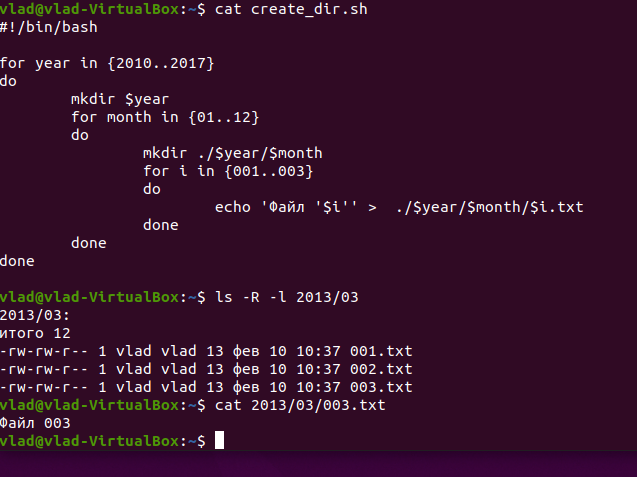 vlad@vlad-VirtualBox:~$ cat create_dir.sh
#!/bin/bash

for year in {2010..2017}
do
        mkdir $year
        for month in {01..12}
        do
                mkdir ./$year/$month
                for i in {001..003}
                do
                        echo 'Файл '$i'' >  ./$year/$month/$i.txt
                done
        done
done

vlad@vlad-VirtualBox:~$ ls -R -l 2013/03
2013/03:
итого 12
-rw-rw-r-- 1 vlad vlad 13 фев 10 10:37 001.txt
-rw-rw-r-- 1 vlad vlad 13 фев 10 10:37 002.txt
-rw-rw-r-- 1 vlad vlad 13 фев 10 10:37 003.txt
vlad@vlad-VirtualBox:~$ cat 2013/03/003.txt
Файл 003
vlad@vlad-VirtualBox:~$